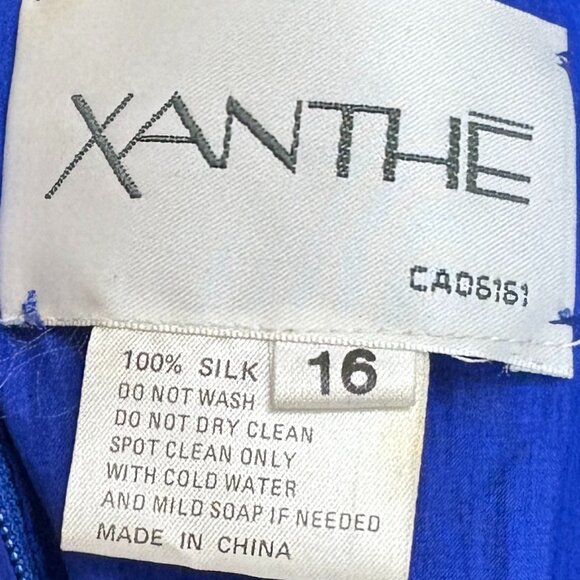 XANTHE
CA06161
16
100% SILK
DO NOT WASH
DO NOT DRY CLEAN
SPOT CLEAN ONLY
WITH COLD WATER
AND MILD SOAP IF NEEDED
MADE IN CHINA